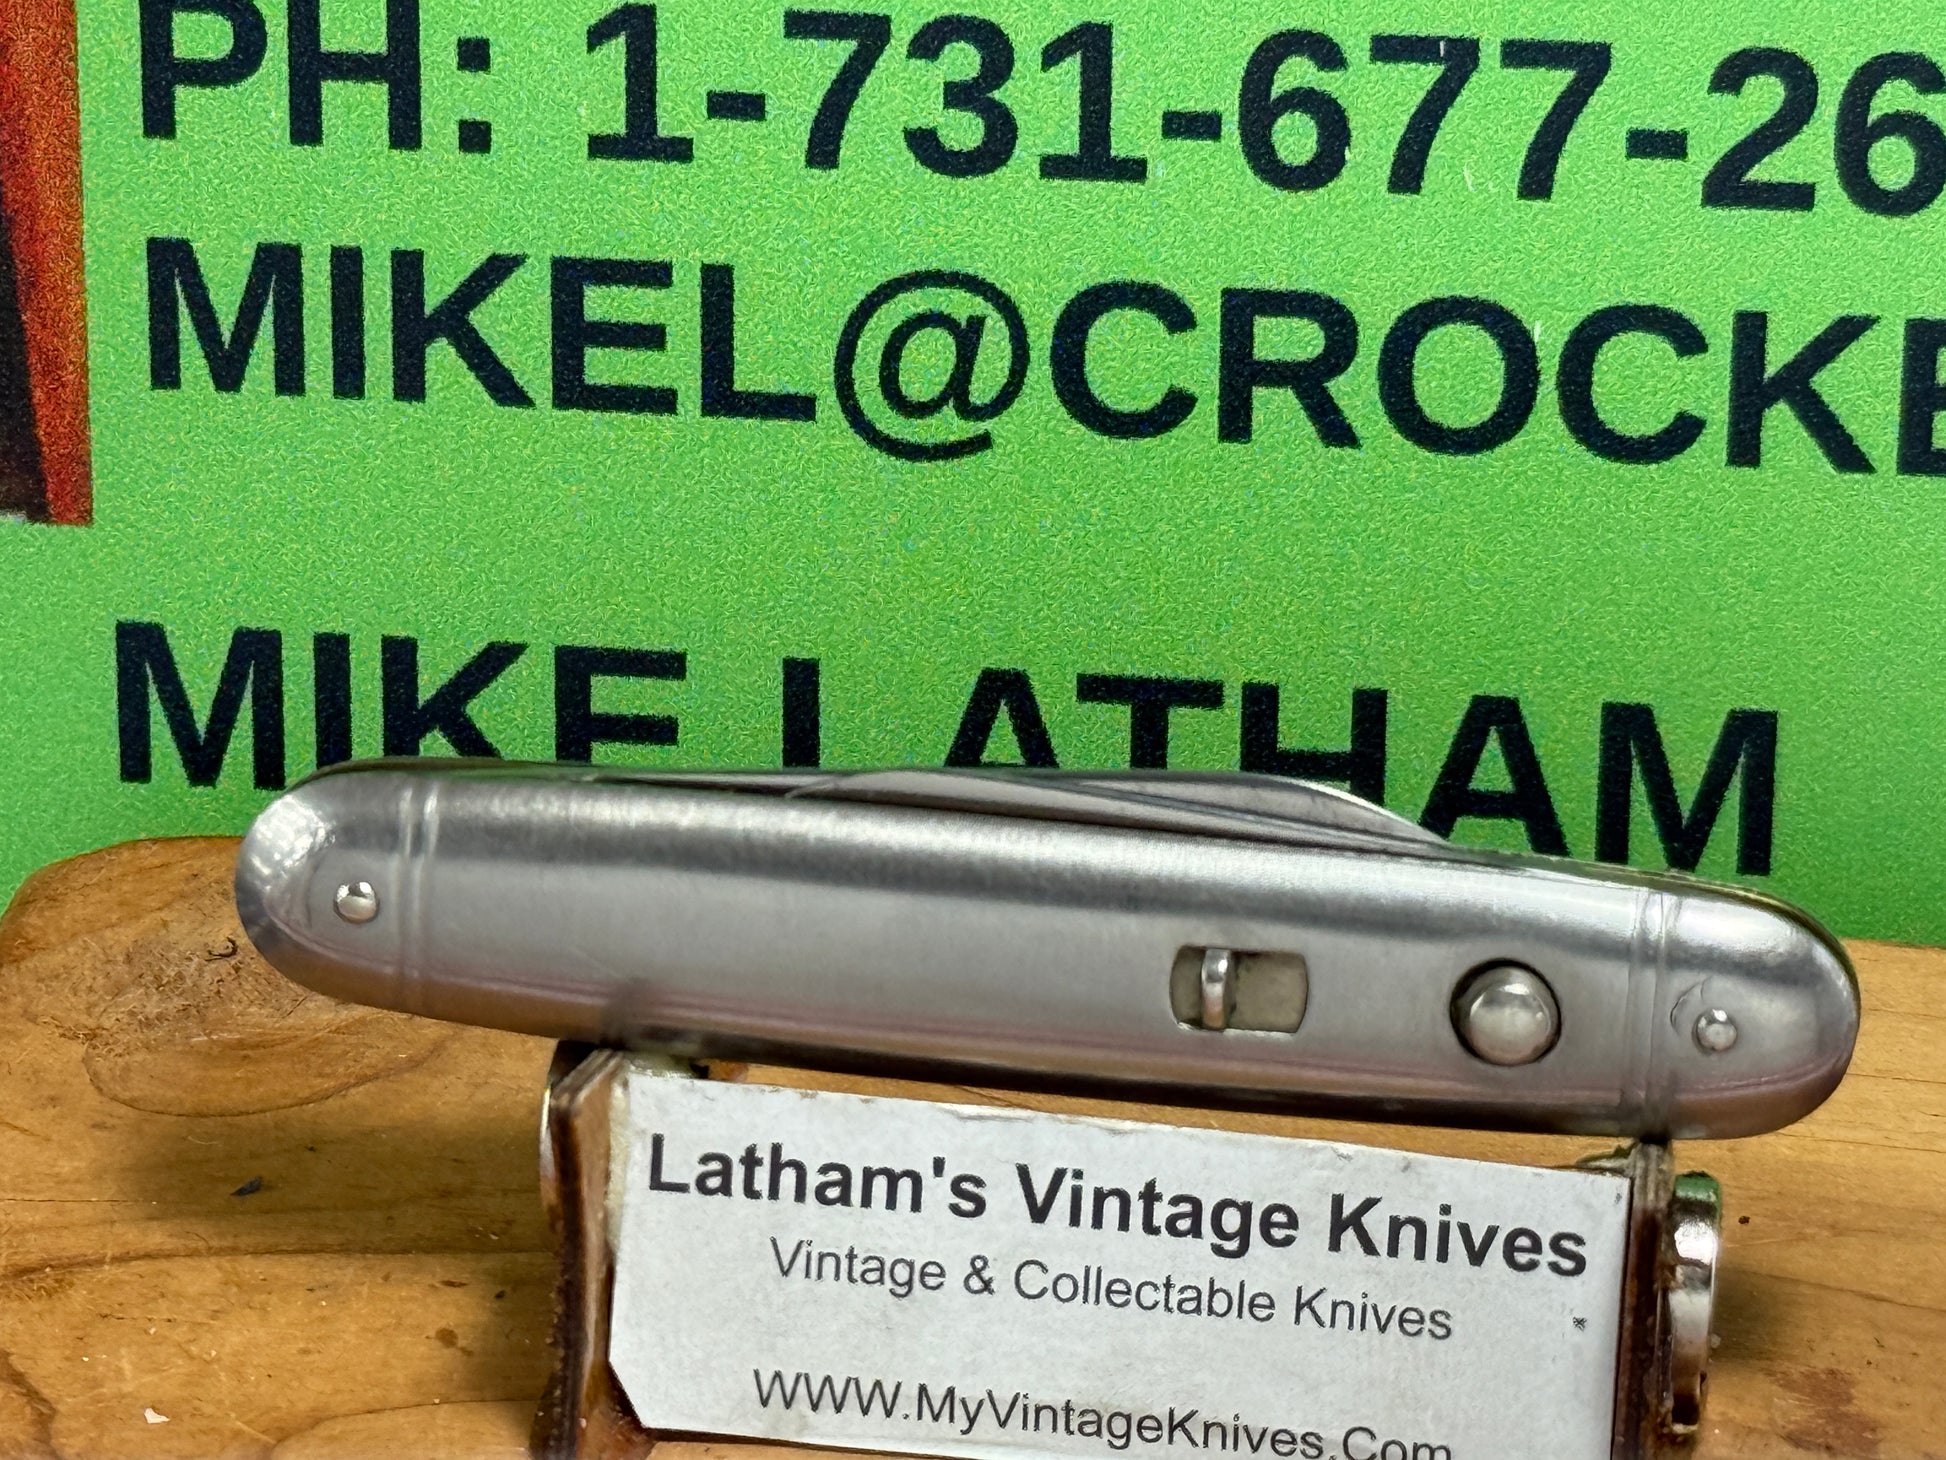 PH: 1-731-677-26
MIKEL@CROCKE
MIKE LATHAM
Latham's Vintage Knives
Vintage & Collectable Knives
WWW.MyVintageKnives.Com